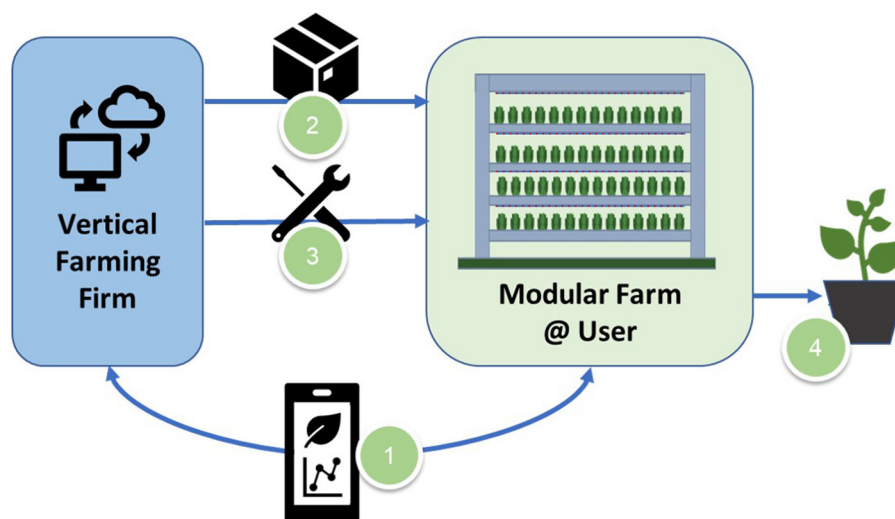 2
Vertical
Farming
Firm
3
Modular Farm
@ User
4
1